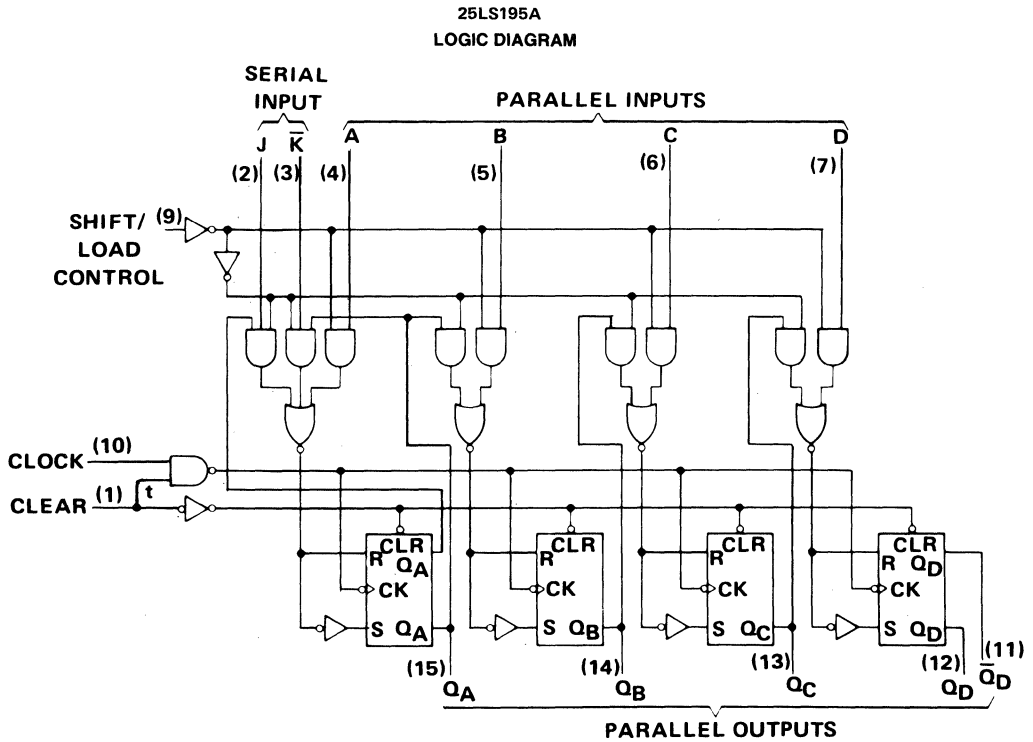 25LS195A
LOGIC DIAGRAM
SERIAL
INPUT
PARALLEL INPUTS
J K̅ A B C D
(2) (3) (4) (5) (6) (7)
SHIFT/ (9)
LOAD
CONTROL
CLOCK (10)
CLEAR (1) t
CLR CLR CLR CLR
R QA R R R QD
CK CK CK CK
S QA S QB S QC S QD
(15) (14) (13) (12) (11)
QA QB QC QD Q̅D
PARALLEL OUTPUTS